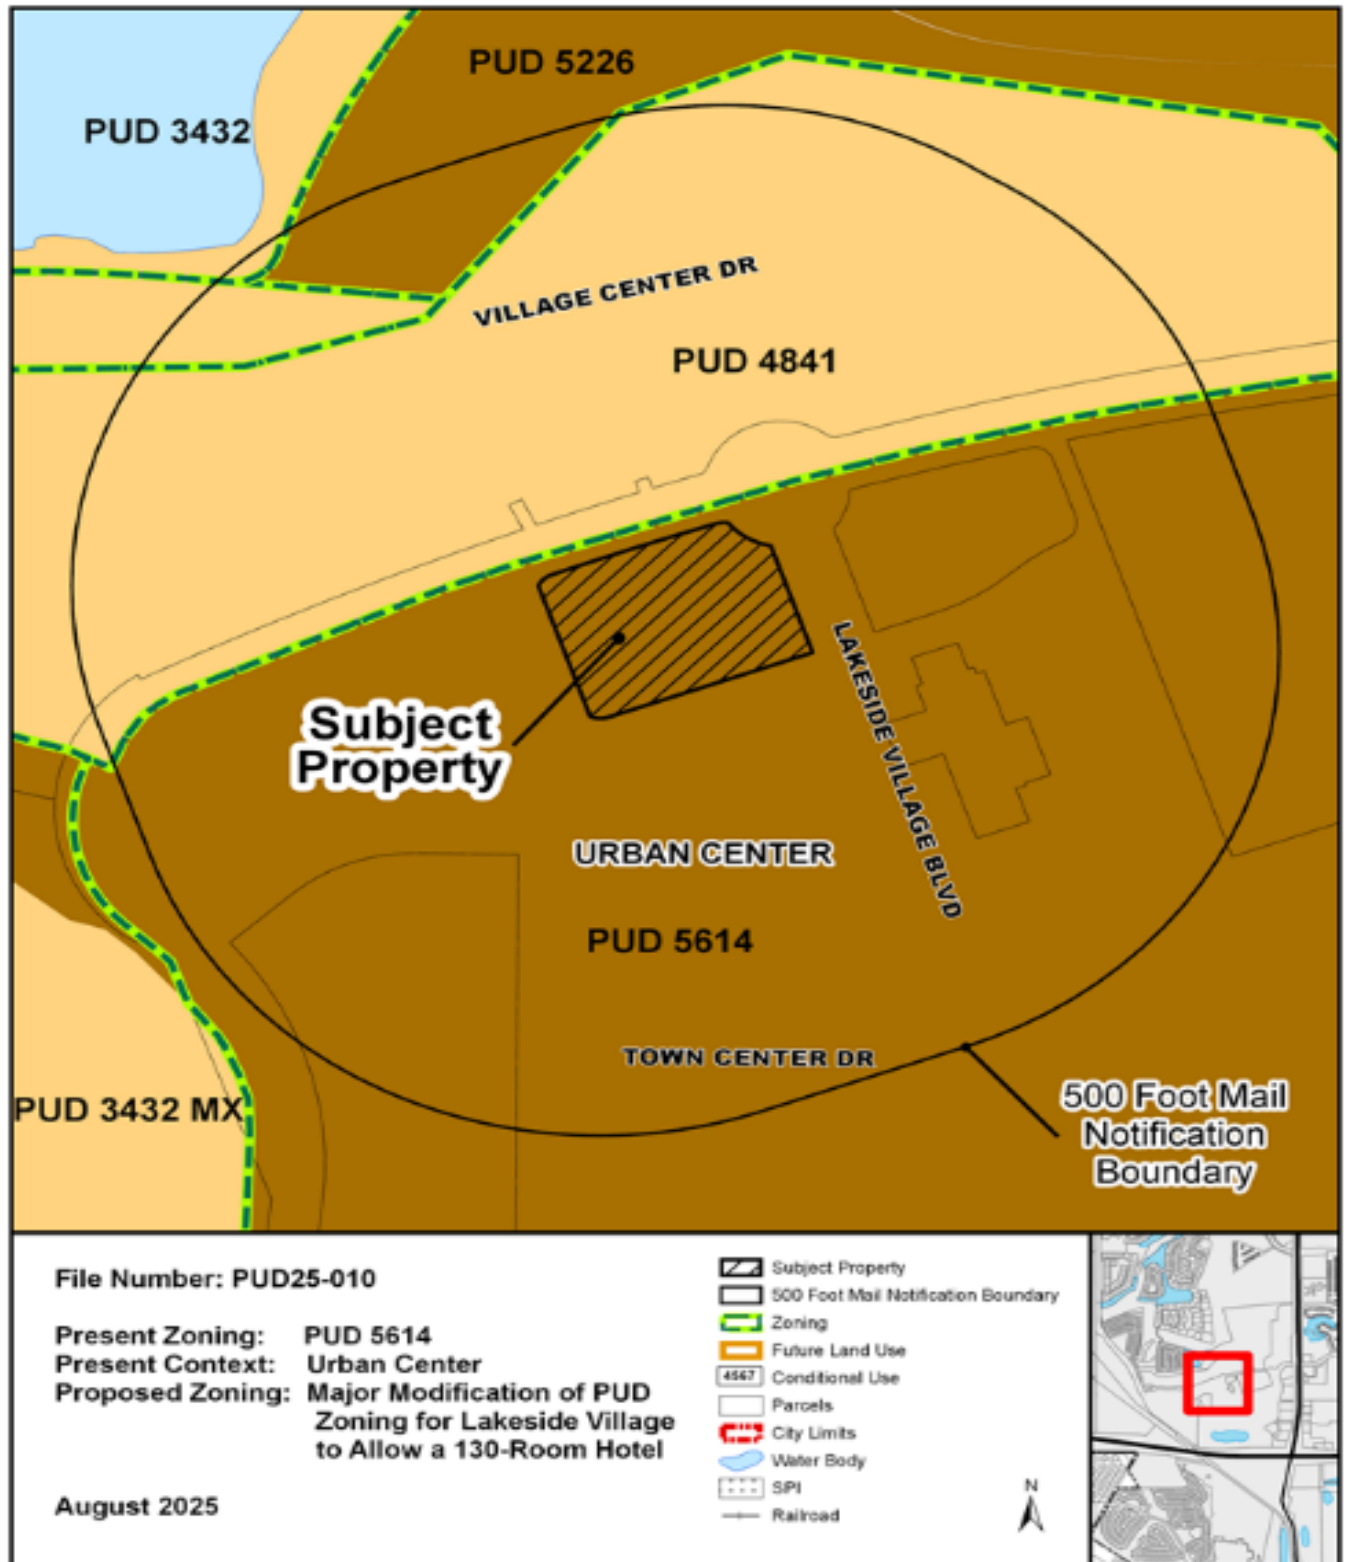 PUD 5226
PUD 3432
VILLAGE CENTER DR
PUD 4841
Subject
Property
LAKESIDE VILLAGE BLVD
URBAN CENTER
PUD 5614
TOWN CENTER DR
500 Foot Mail
Notification
Boundary
PUD 3432 MX
File Number: PUD25-010
Present Zoning: PUD 5614
Present Context: Urban Center
Proposed Zoning: Major Modification of PUD
Zoning for Lakeside Village
to Allow a 130-Room Hotel
August 2025
Subject Property
500 Foot Mail Notification Boundary
Zoning
Future Land Use
4567 Conditional Use
Parcels
City Limits
Water Body
SPI
Railroad
N